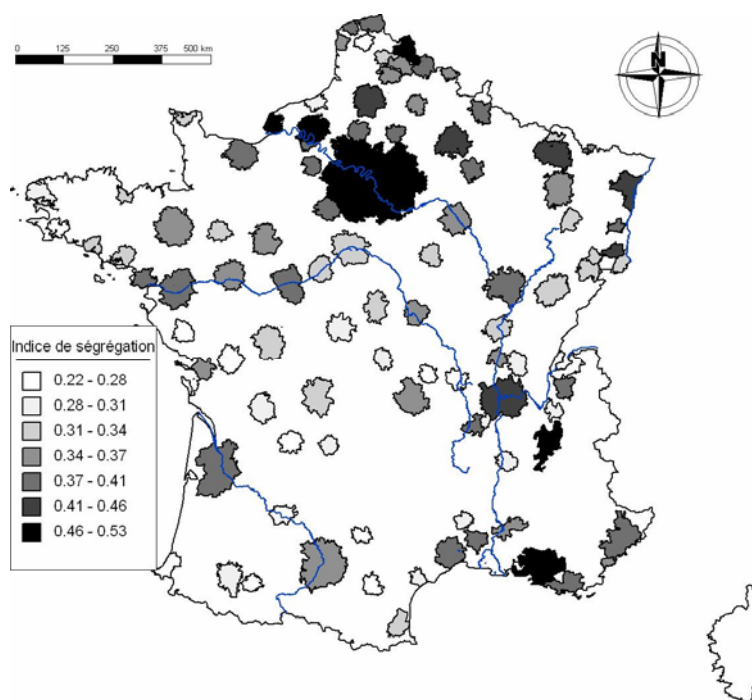 0 125 250 375 500 km
N
Indice de ségrégation
0.22 - 0.28
0.28 - 0.31
0.31 - 0.34
0.34 - 0.37
0.37 - 0.41
0.41 - 0.46
0.46 - 0.53